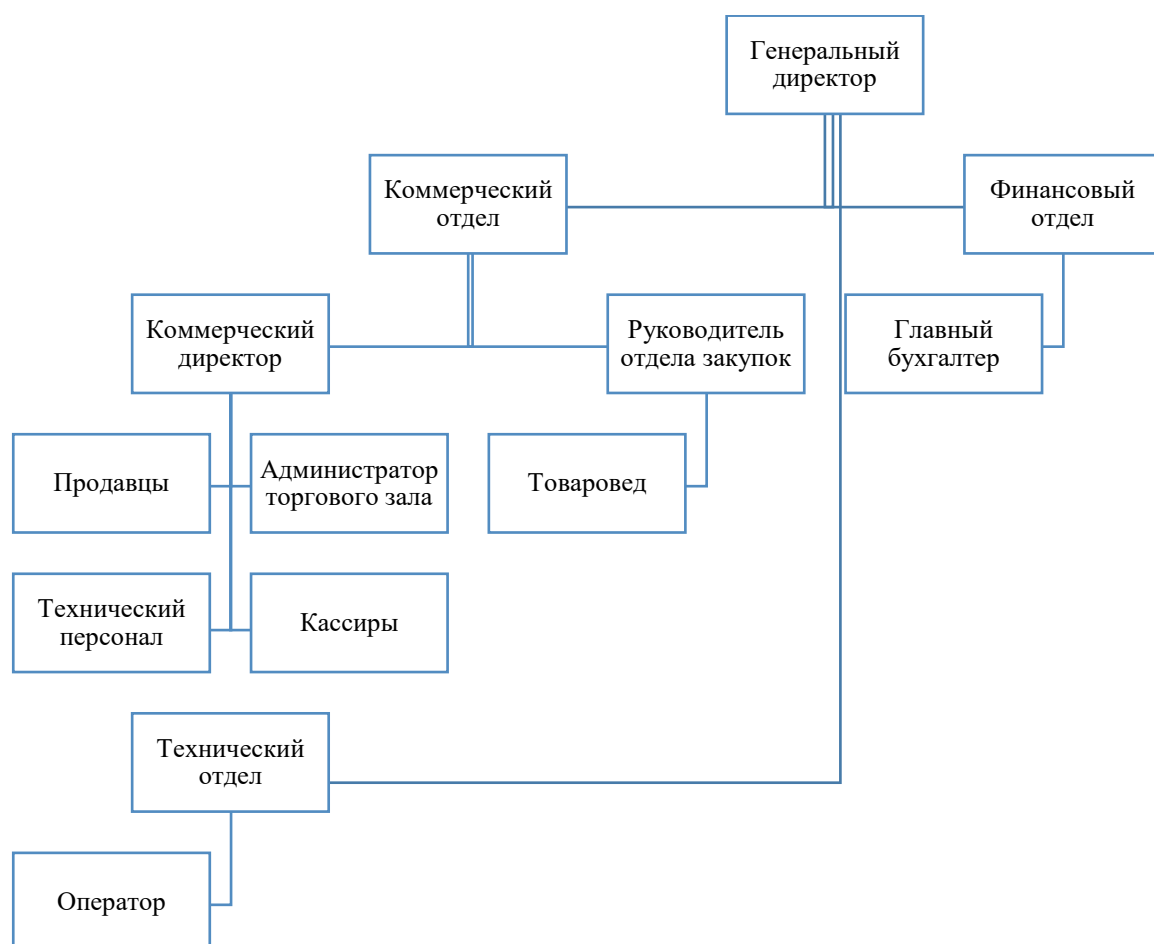 Генеральный
директор
Коммерческий
отдел
Финансовый
отдел
Коммерческий
директор
Руководитель
отдела закупок
Главный
бухгалтер
Продавцы
Администратор
торгового зала
Товаровед
Технический
персонал
Кассиры
Технический
отдел
Оператор